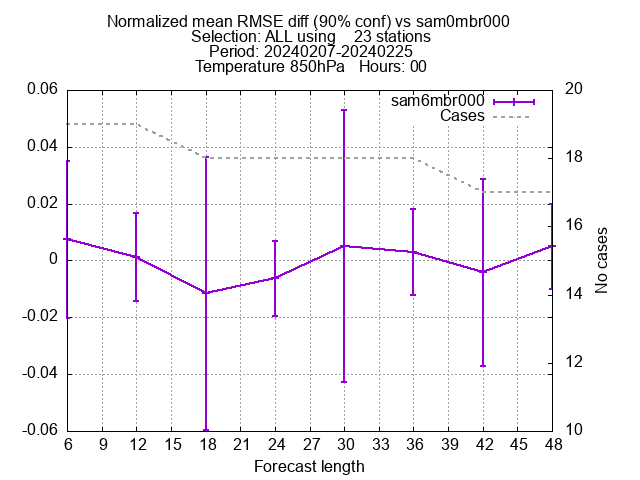 Normalized mean RMSE diff (90% conf) vs sam0mbr000
Selection: ALL using    23 stations
Period: 20240207-20240225
Temperature 850hPa   Hours: 00
sam6mbr000
Cases
0.06
0.04
0.02
0
-0.02
-0.04
-0.06
20
18
16
14
12
10
No cases
6 9 12 15 18 21 24 27 30 33 36 39 42 45 48
Forecast length